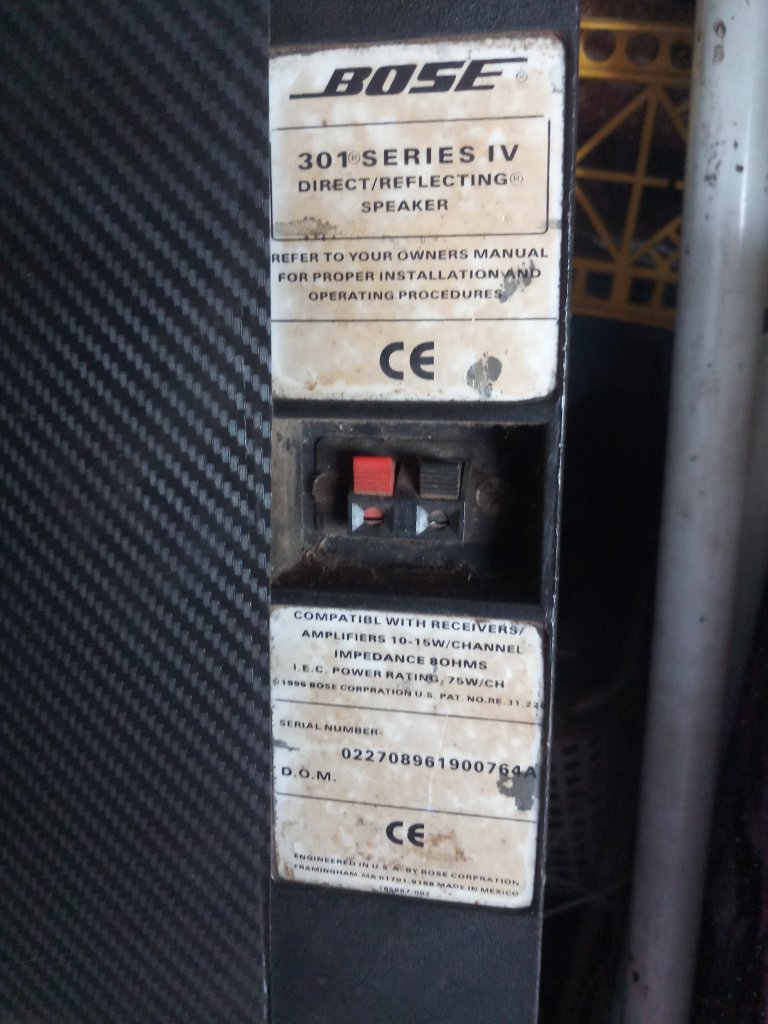 BOSE®
301® SERIES IV
DIRECT/REFLECTING®
SPEAKER
REFER TO YOUR OWNERS MANUAL
FOR PROPER INSTALLATION AND
OPERATING PROCEDURES
CE
COMPATIBL WITH RECEIVERS/
AMPLIFIERS 10-15W/CHANNEL
IMPEDANCE 8OHMS
I.E.C. POWER RATING, 75W/CH
©1996 BOSE CORPRATION U.S. PAT. NO.RE.31.228
SERIAL NUMBER
022708961900764A
D.O.M.
CE
ENGINEERED IN U.S.A. BY BOSE CORPORATION
FRAMINGHAM. MA 01701-9168 MADE IN MEXICO